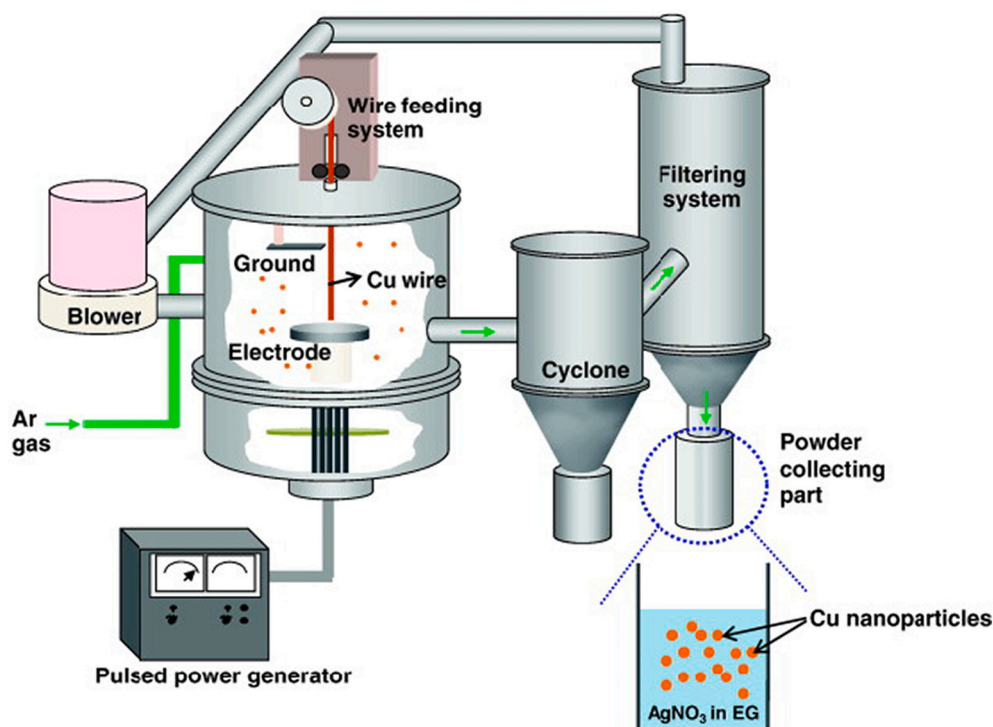 Wire feeding
system
Filtering
system
Ground
Cu wire
Blower
Electrode
Cyclone
Ar
gas
Powder
collecting
part
Cu nanoparticles
Pulsed power generator
AgNO₃ in EG